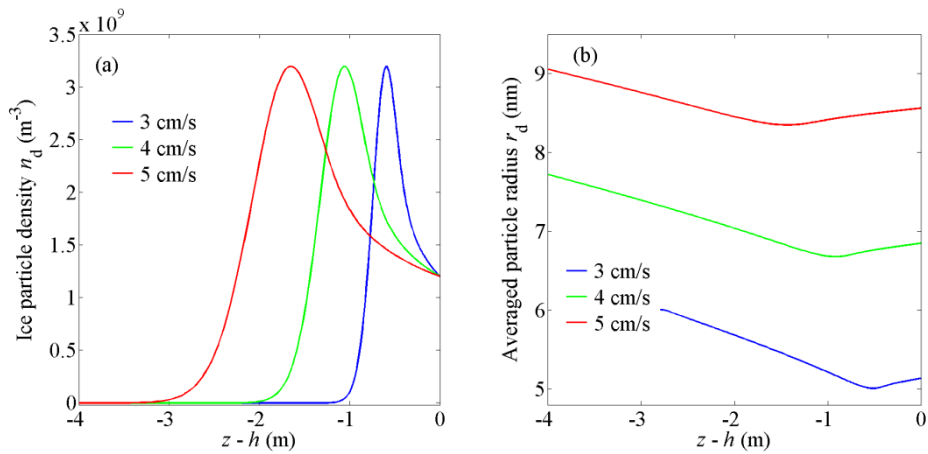 x 10⁹
3.5
3
2.5
2
1.5
1
0.5
0
-4
-3
-2
-1
0
(a)
3 cm/s
4 cm/s
5 cm/s
Ice particle density n_d (m⁻³)
z - h (m)
9
8
7
6
5
-4
-3
-2
-1
0
(b)
3 cm/s
4 cm/s
5 cm/s
Averaged particle radius r_d (nm)
z - h (m)